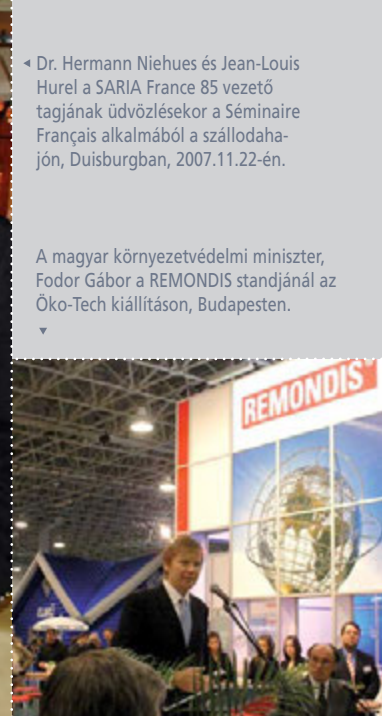 Dr. Hermann Niehues és Jean-Louis
Hurel a SARIA France 85 vezető
tagjának üdvözlésekor a Séminaire
Français alkalmából a szállodaha-
jón, Duisburgban, 2007.11.22-én.
A magyar környezetvédelmi miniszter,
Fodor Gábor a REMONDIS standjánál az
Öko-Tech kiállításon, Budapesten.
REMONDIS